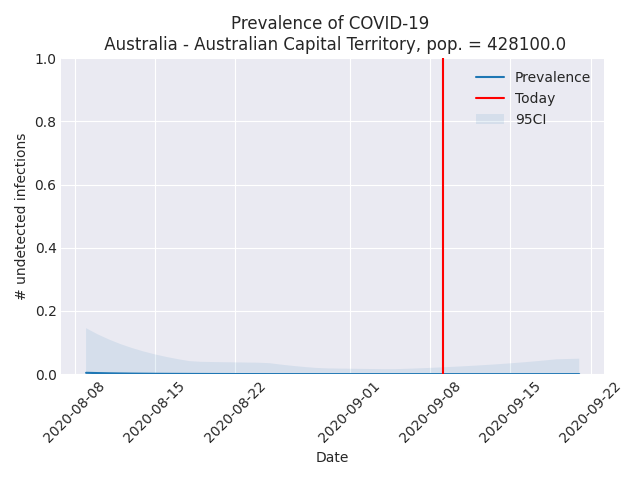 Prevalence of COVID-19
Australia - Australian Capital Territory, pop. = 428100.0
1.0
0.8
0.6
0.4
0.2
0.0
# undetected infections
Prevalence
Today
95CI
2020-08-08
2020-08-15
2020-08-22
2020-09-01
2020-09-08
2020-09-15
2020-09-22
Date